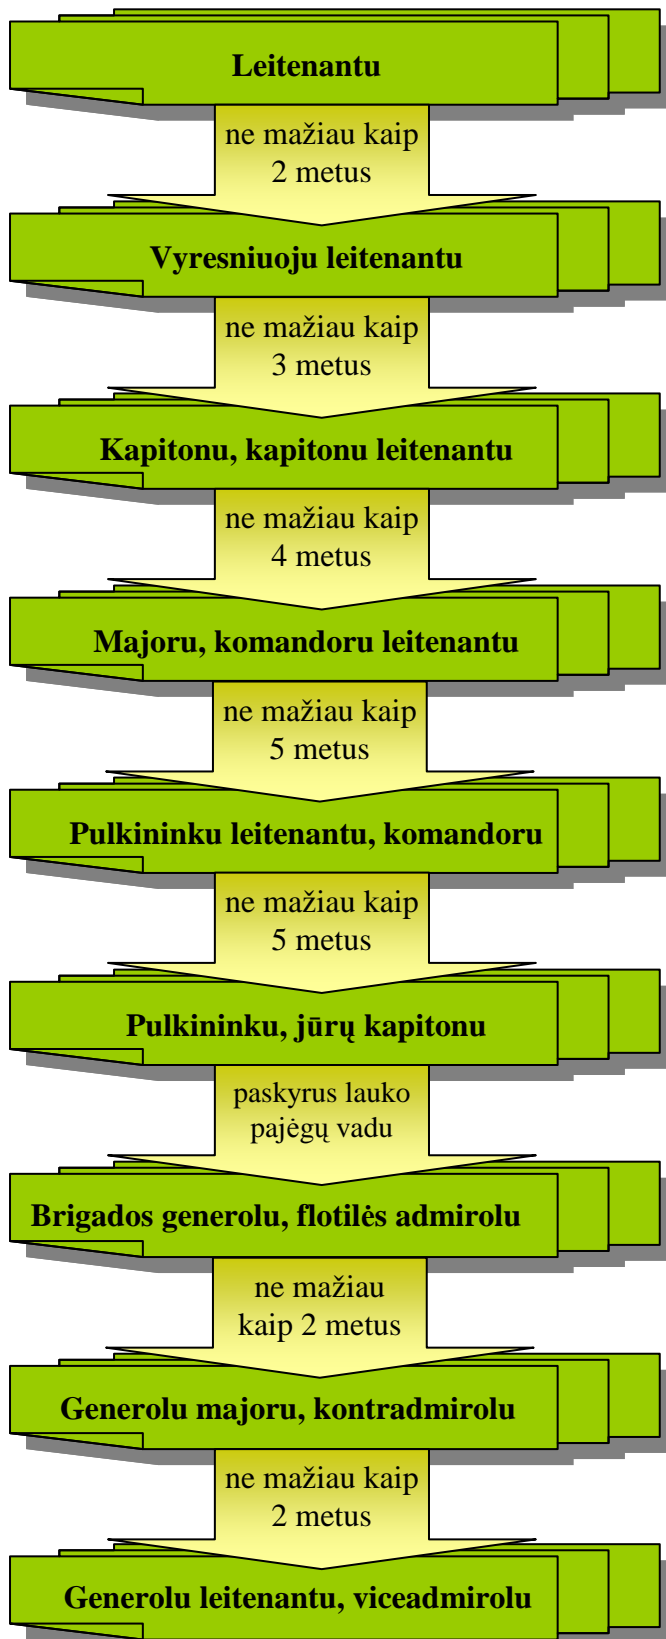 Leitenantu
ne mažiau kaip
2 metus
Vyresniuoju leitenantu
ne mažiau kaip
3 metus
Kapitonu, kapitonu leitenantu
ne mažiau kaip
4 metus
Majoru, komandoru leitenantu
ne mažiau kaip
5 metus
Pulkininku leitenantu, komandoru
ne mažiau kaip
5 metus
Pulkininku, jūrų kapitonu
paskyrus lauko
pajėgų vadu
Brigados generolu, flotilės admirolu
ne mažiau
kaip 2 metus
Generolu majoru, kontradmirolu
ne mažiau kaip
2 metus
Generolu leitenantu, viceadmirolu